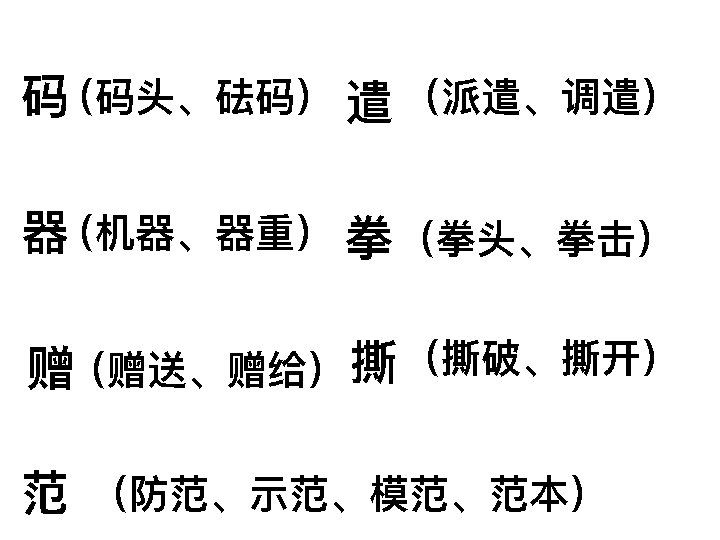 码(码头、砝码) 遣(派遣、调遣)
器(机器、器重) 拳(拳头、拳击)
赠(赠送、赠给) 撕(撕破、撕开)
范(防范、示范、模范、范本)